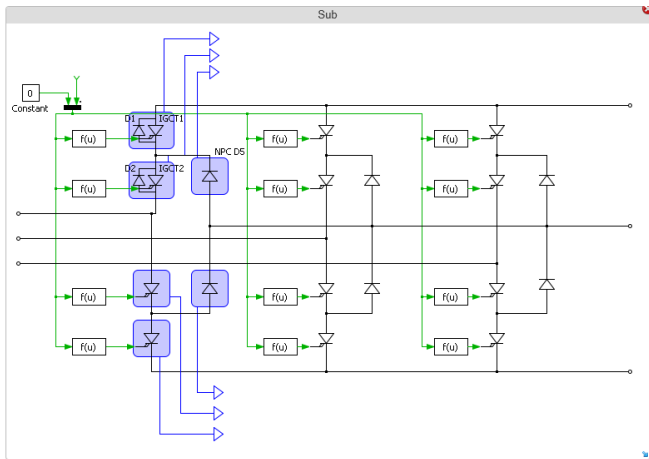 Sub
0
Constant
D1 IGCT1
f(u) f(u) f(u)
D2 IGCT2 NPC D5
f(u) f(u) f(u)
f(u) f(u) f(u)
f(u) f(u) f(u)